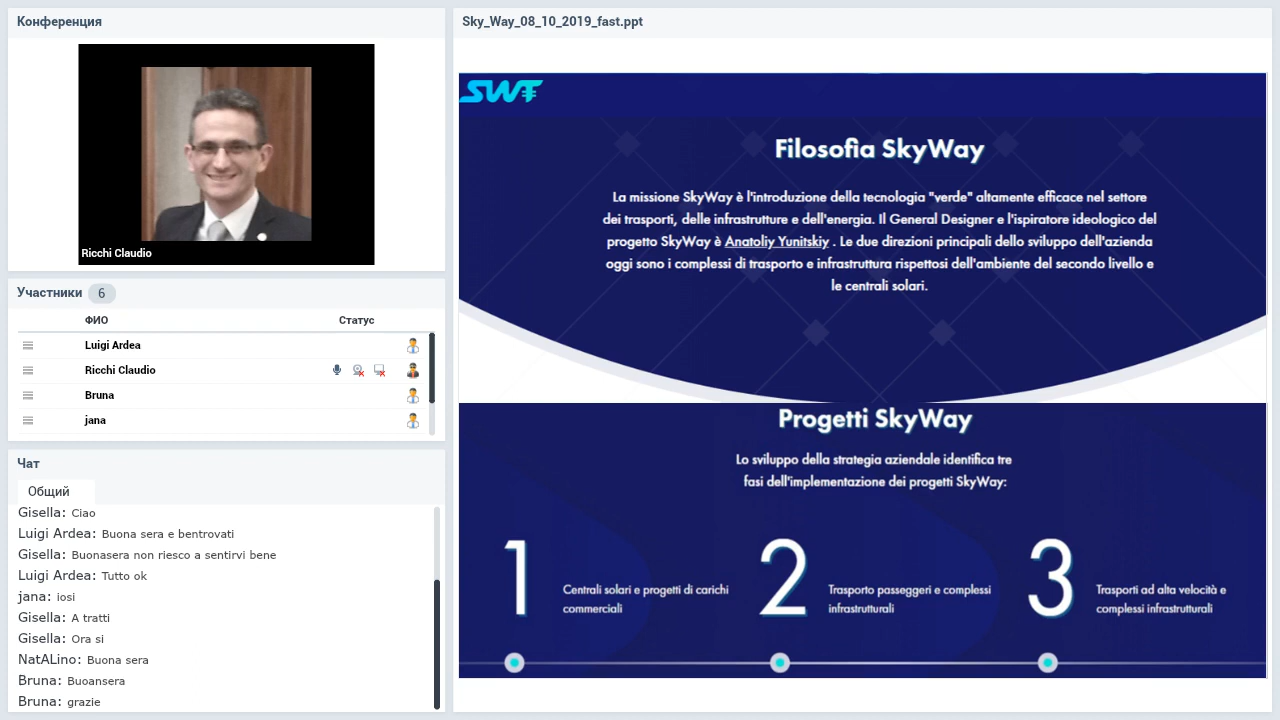 Конференция
Ricchi Claudio
Участники 6
ФИО Статус
Luigi Ardea
Ricchi Claudio
Bruna
jana
Чат
Общий
Gisella: Ciao
Luigi Ardea: Buona sera e bentrovati
Gisella: Buonasera non riesco a sentirvi bene
Luigi Ardea: Tutto ok
jana: iosi
Gisella: A tratti
Gisella: Ora si
NatALino: Buona sera
Bruna: Buoansera
Bruna: grazie
Sky_Way_08_10_2019_fast.ppt
SWF
Filosofia SkyWay
La missione SkyWay è l'introduzione della tecnologia "verde" altamente efficace nel settore
dei trasporti, delle infrastrutture e dell'energia. Il General Designer e l'ispiratore ideologico del
progetto SkyWay è Anatoliy Yunitskiy . Le due direzioni principali dello sviluppo dell'azienda
oggi sono i complessi di trasporto e infrastruttura rispettosi dell'ambiente del secondo livello e
le centrali solari.
Progetti SkyWay
Lo sviluppo della strategia aziendale identifica tre
fasi dell'implementazione dei progetti SkyWay:
1
Centrali solari e progetti di carichi
commerciali
2
Trasporto passeggeri e complessi
infrastrutturali
3
Trasporti ad alta velocità e
complessi infrastrutturali